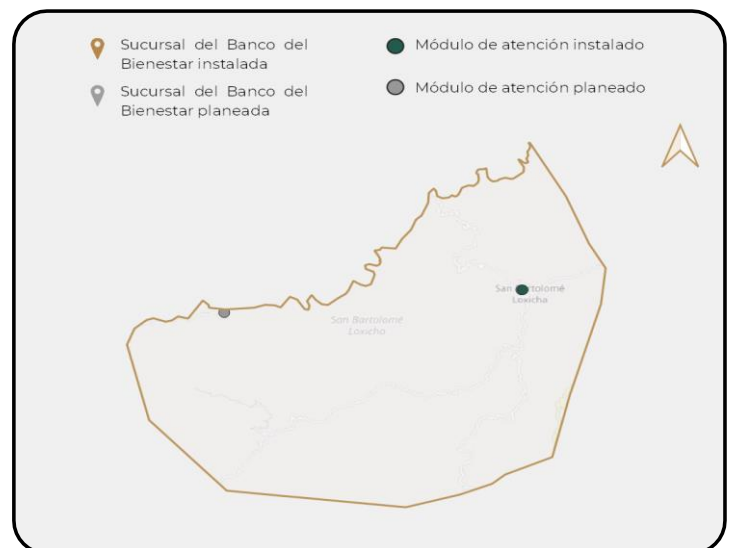 Sucursal del Banco del
Bienestar instalada
Sucursal del Banco del
Bienestar planeada
Módulo de atención instalado
Módulo de atención planeado
San Bartolomé
Loxicha
San Bartolomé
Loxicha